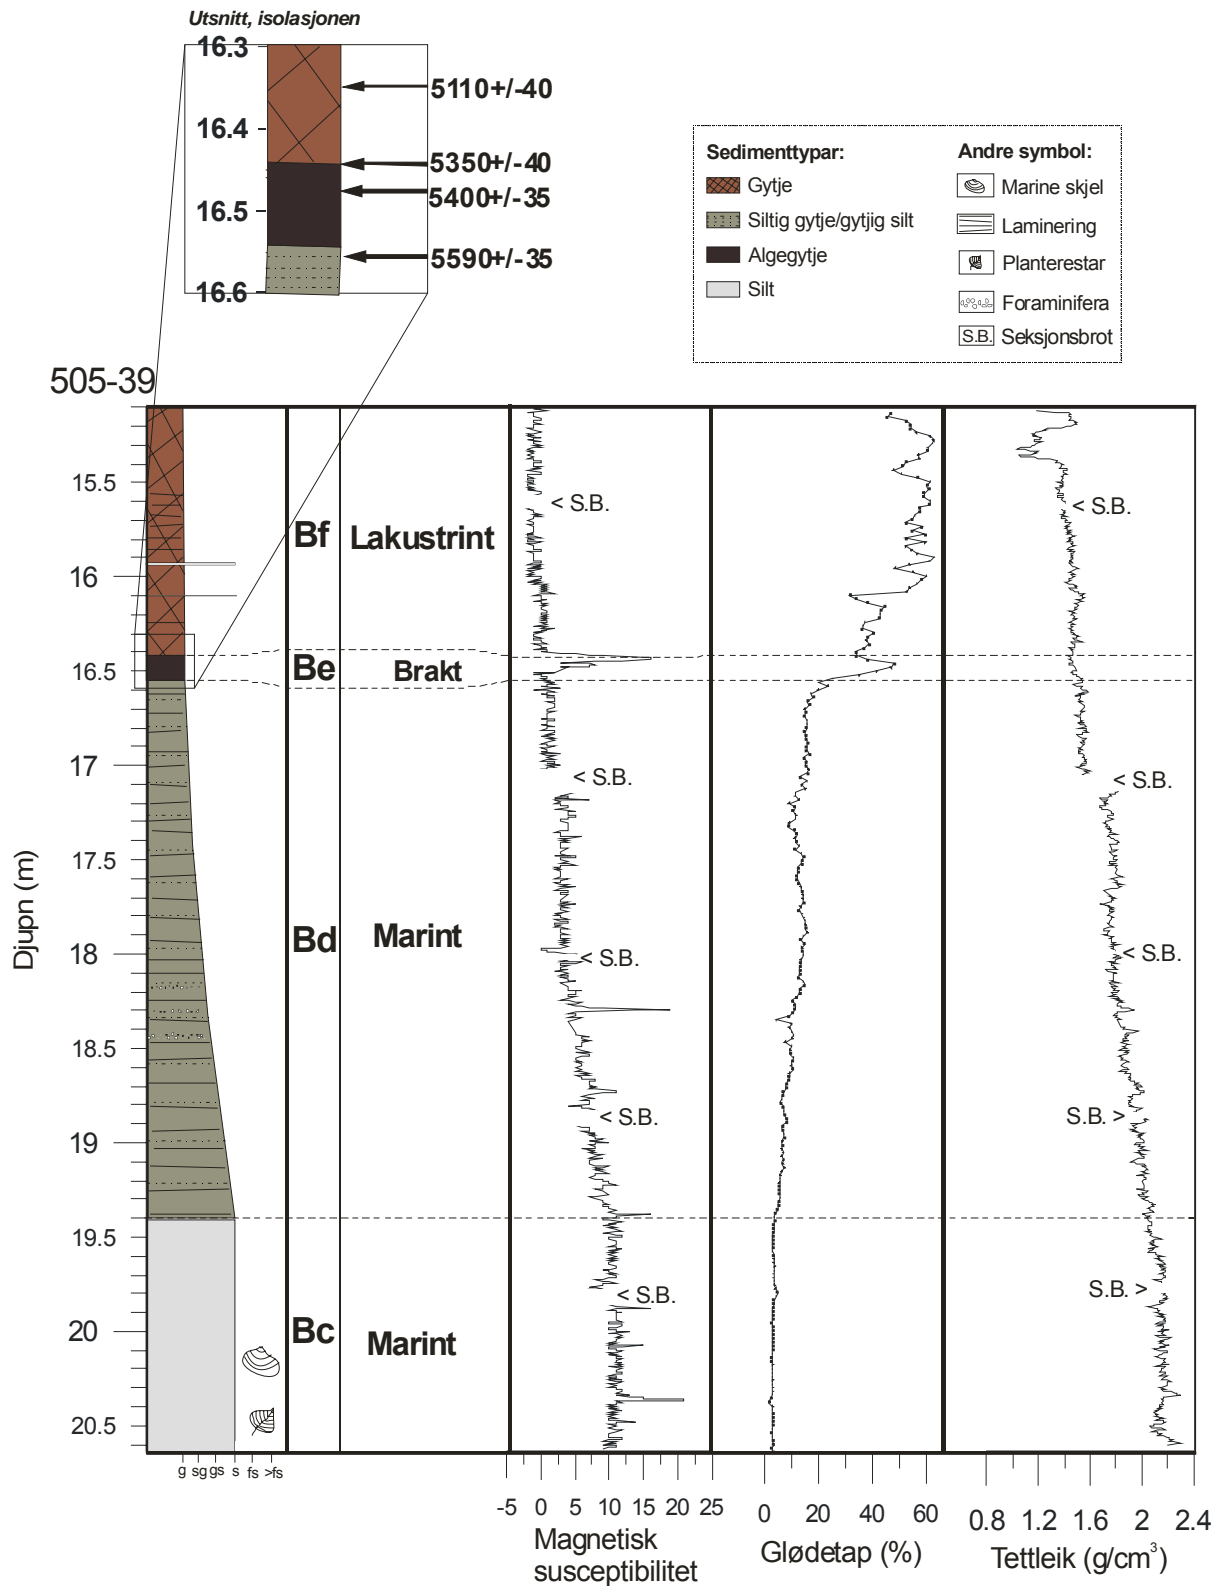 Utsnitt, isolasjonen
16.3
16.4
16.5
16.6
5110+/-40
5350+/-40
5400+/-35
5590+/-35
Sedimenttypar:
Gytje
Siltig gytje/gytjig silt
Algegytje
Silt
Andre symbol:
Marine skjel
Laminering
Planterestar
Foraminifera
S.B. Seksjonsbrot
505-39
Djupn (m)
15.5
16
16.5
17
17.5
18
18.5
19
19.5
20
20.5
Bf Lakustrint
Be Brakt
Bd Marint
Bc Marint
< S.B.
< S.B.
< S.B.
< S.B.
< S.B.
< S.B.
< S.B.
< S.B.
S.B. >
S.B. >
g sg gs s fs >fs
-5 0 5 10 15 20 25
Magnetisk
susceptibilitet
0 20 40 60
Glødetap (%)
0.8 1.2 1.6 2 2.4
Tettleik (g/cm³)